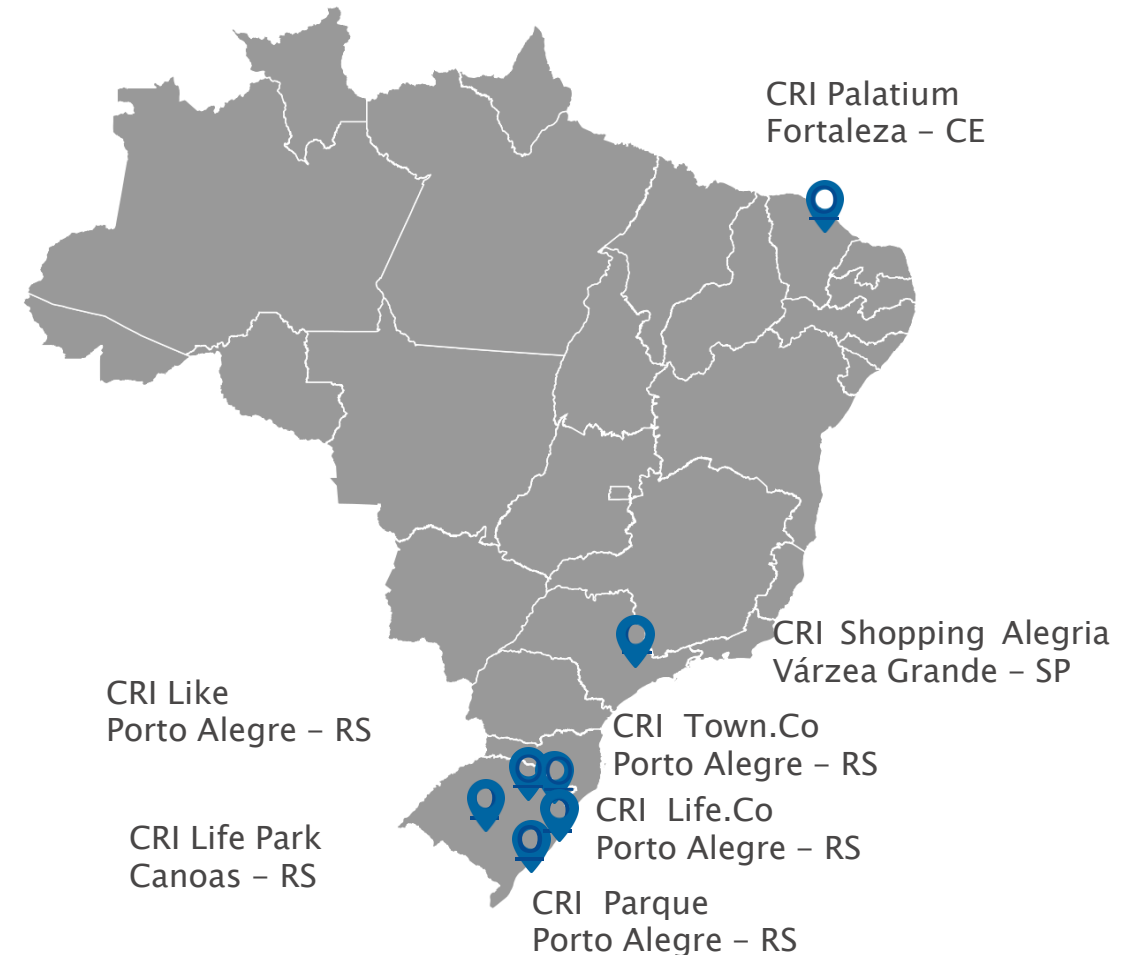 CRI Palatium
Fortaleza – CE
CRI Shopping Alegria
Várzea Grande – SP
CRI Like
Porto Alegre – RS
CRI Town.Co
Porto Alegre – RS
CRI Life.Co
Porto Alegre – RS
CRI Life Park
Canoas – RS
CRI Parque
Porto Alegre – RS